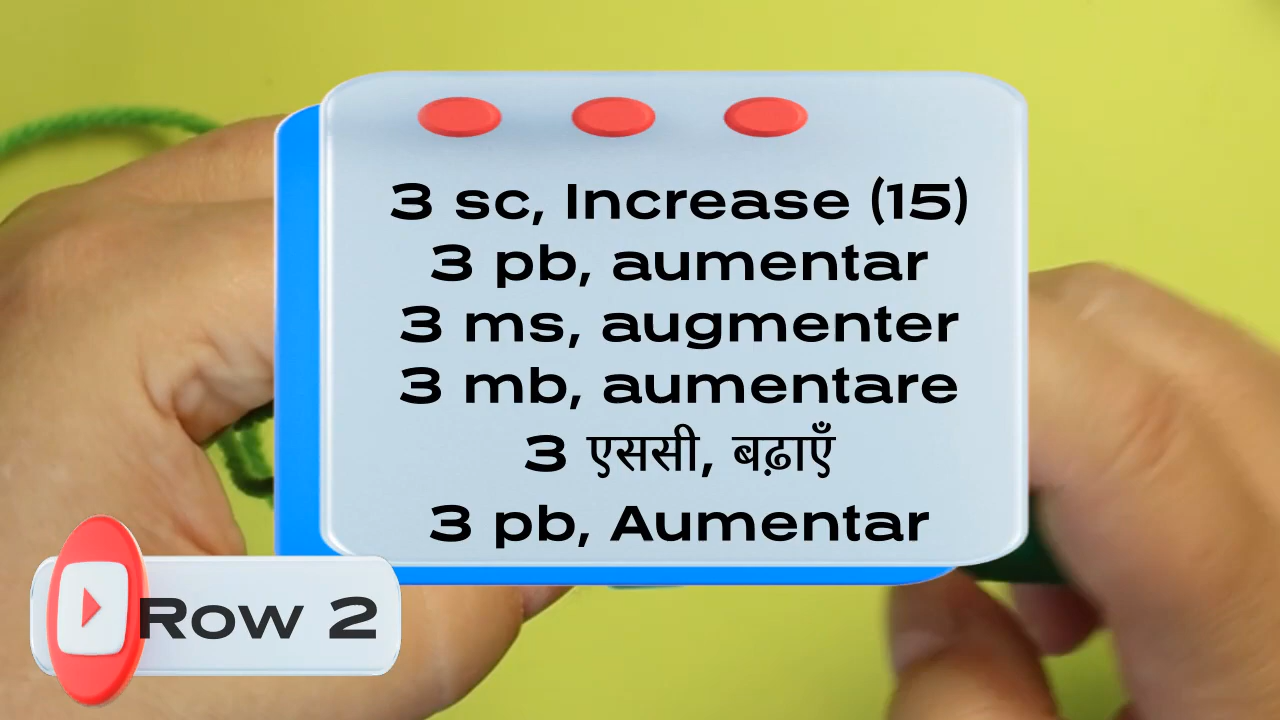 3 sc, Increase (15)
3 pb, aumentar
3 ms, augmenter
3 mb, aumentare
3 एससी, बढ़ाएँ
3 pb, Aumentar
Row 2